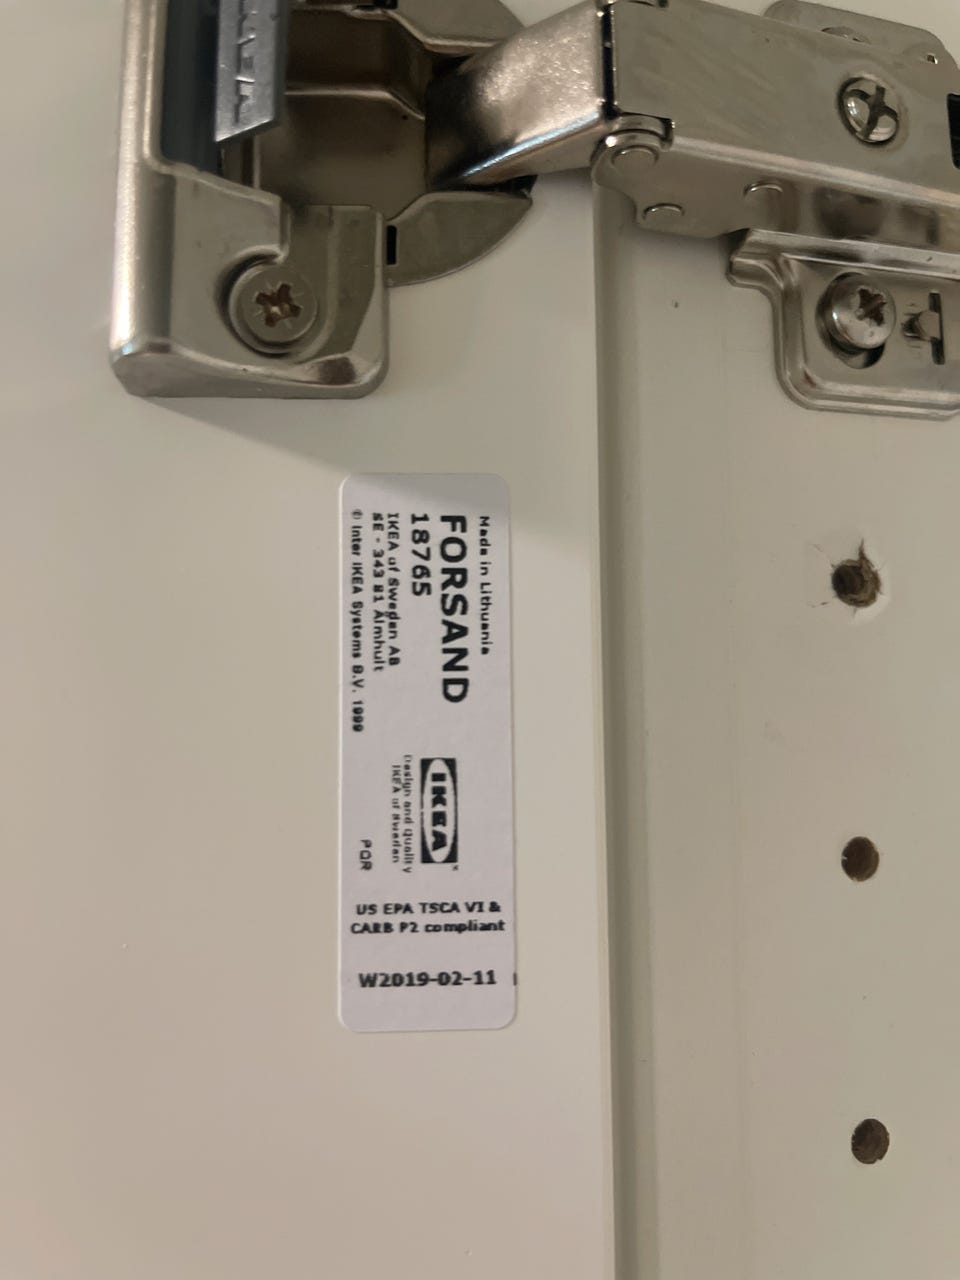 Made in Lithuania
FORSAND
18765
IKEA of Sweden AB
SE - 343 81 Älmhult
© Inter IKEA Systems B.V. 1999
IKEA
Design and Quality
IKEA of Sweden
PQR
US EPA TSCA VI &
CARB P2 compliant
W2019-02-11